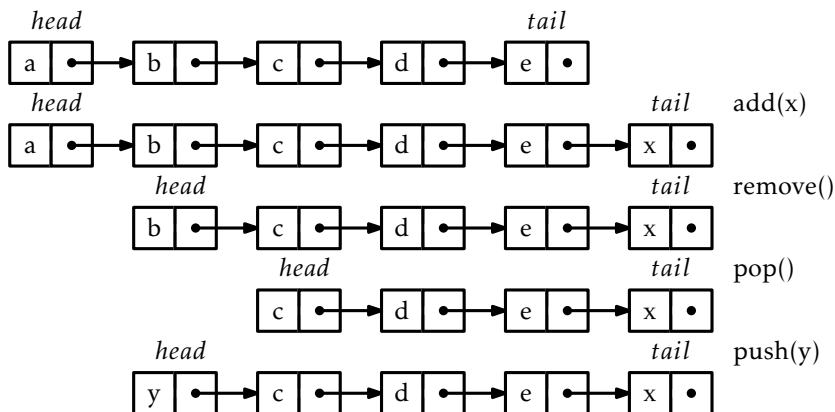 head tail
a b c d e
head tail add(x)
a b c d e x
head tail remove()
b c d e x
head tail pop()
c d e x
head tail push(y)
y c d e x